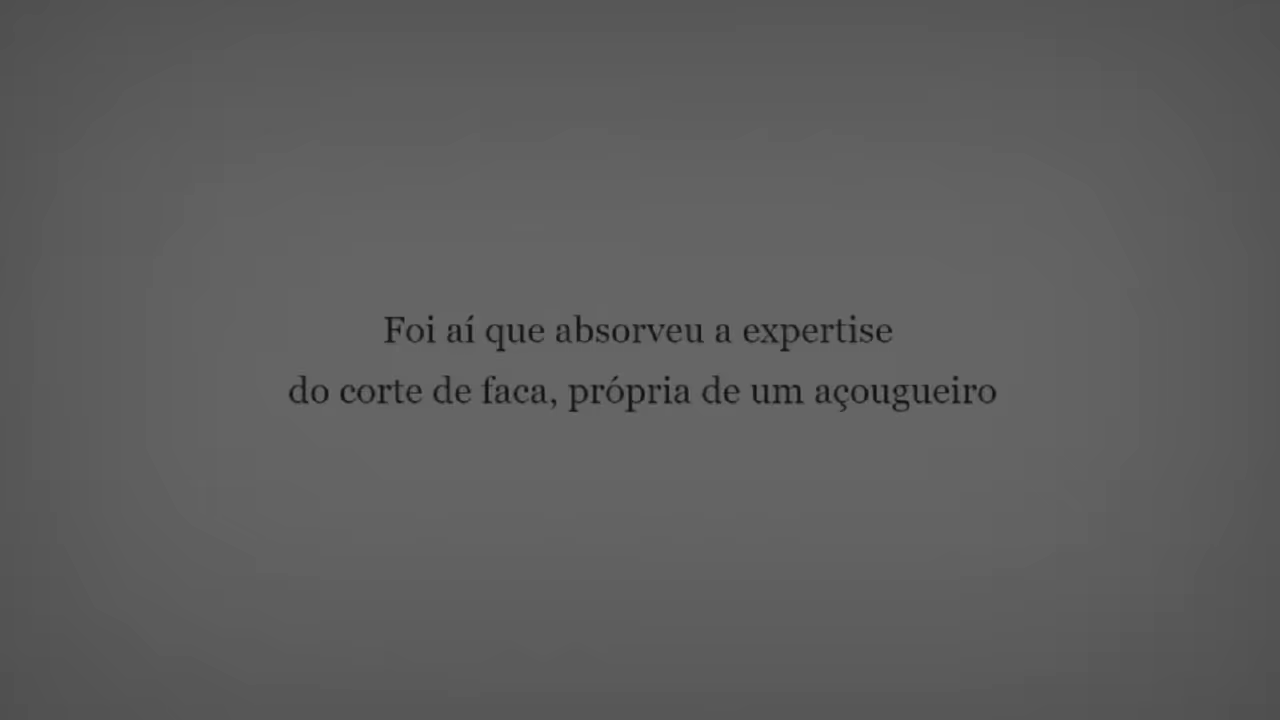 Foi aí que absorveu a expertise
do corte de faca, própria de um açougueiro